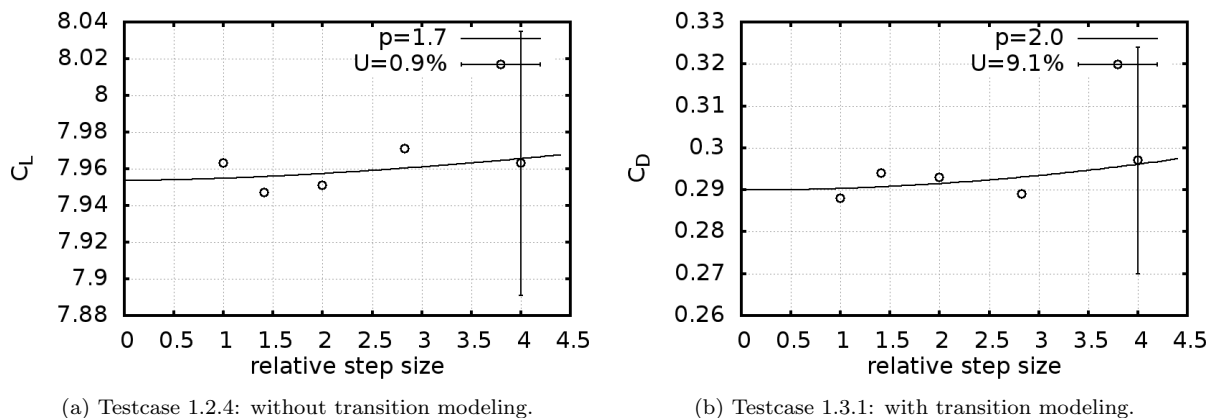 8.04
8.02
8
7.98
7.96
7.94
7.92
7.9
7.88
C_L
p=1.7
U=0.9%
0 0.5 1 1.5 2 2.5 3 3.5 4 4.5
relative step size
(a) Testcase 1.2.4: without transition modeling.
0.33
0.32
0.31
0.3
0.29
0.28
0.27
0.26
C_D
p=2.0
U=9.1%
0 0.5 1 1.5 2 2.5 3 3.5 4 4.5
relative step size
(b) Testcase 1.3.1: with transition modeling.